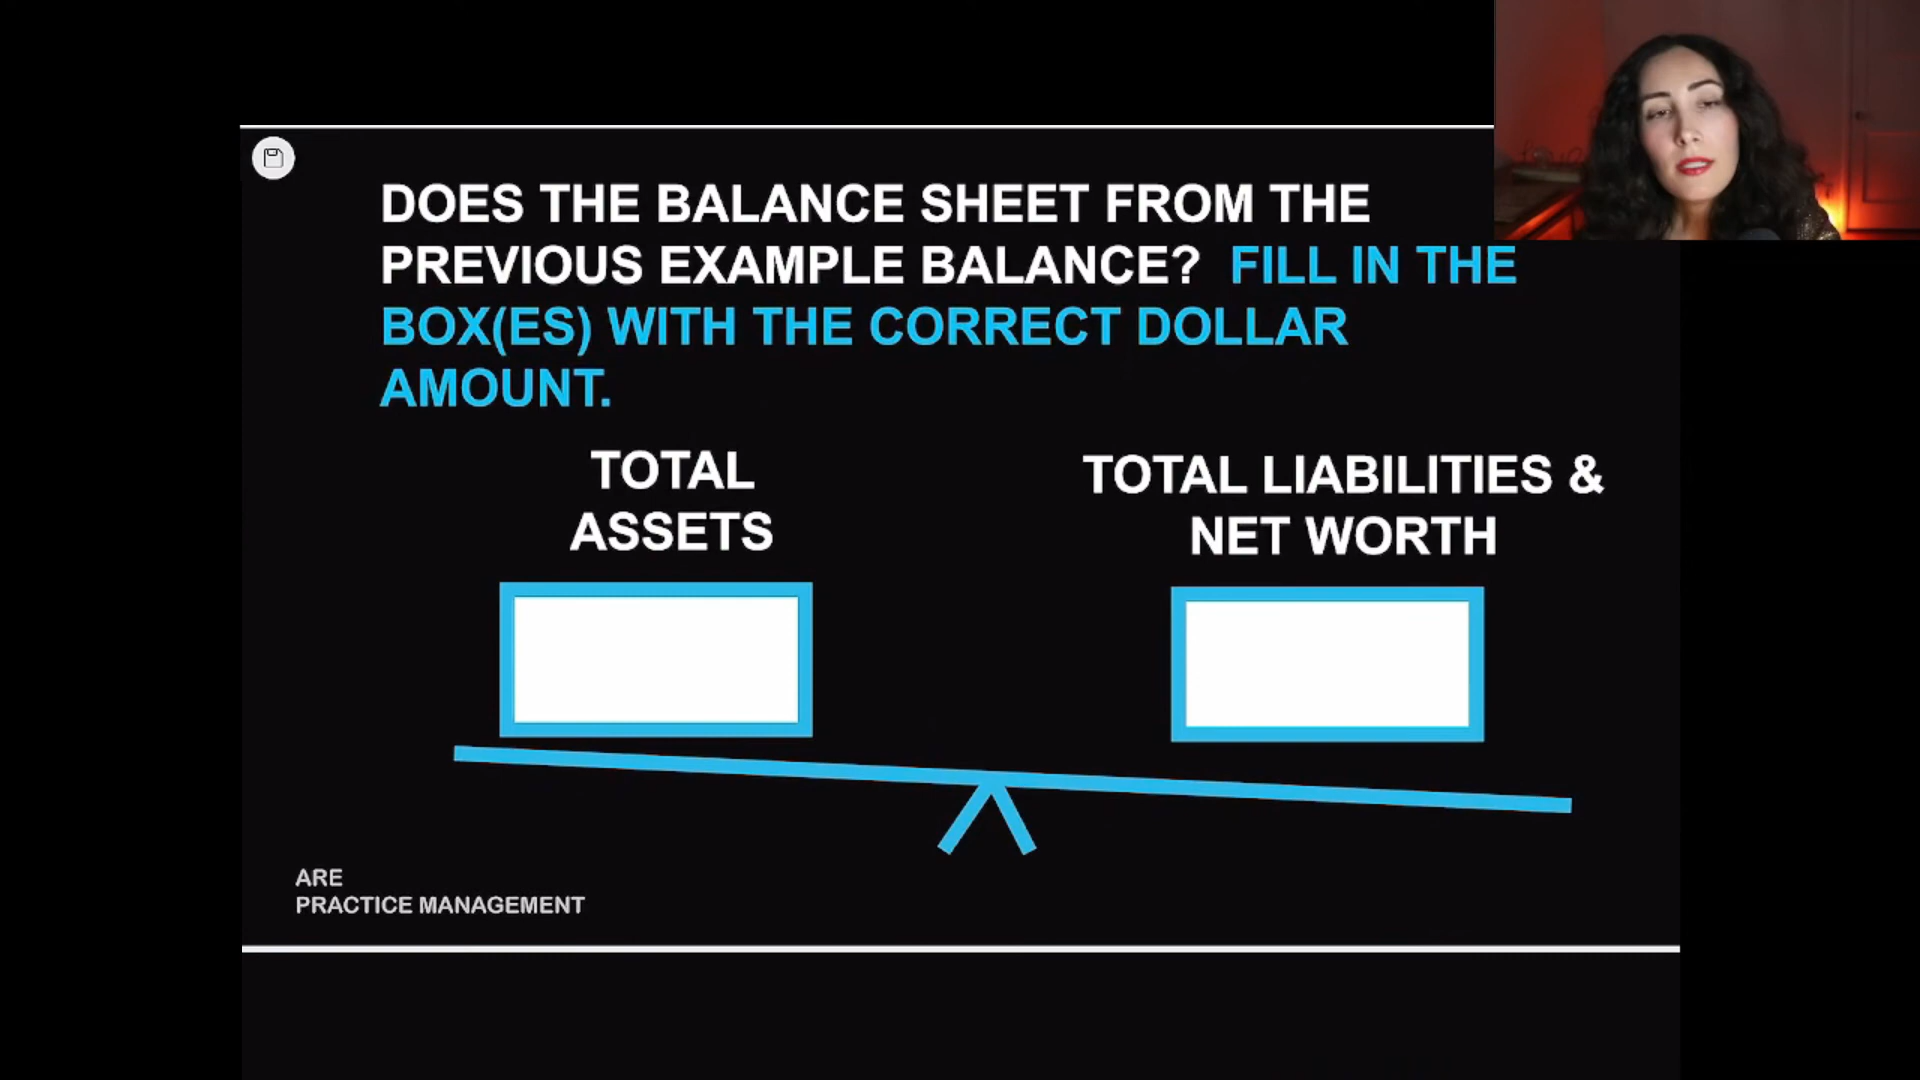 DOES THE BALANCE SHEET FROM THE
PREVIOUS EXAMPLE BALANCE? FILL IN THE
BOX(ES) WITH THE CORRECT DOLLAR
AMOUNT.
TOTAL
ASSETS
TOTAL LIABILITIES &
NET WORTH
ARE
PRACTICE MANAGEMENT